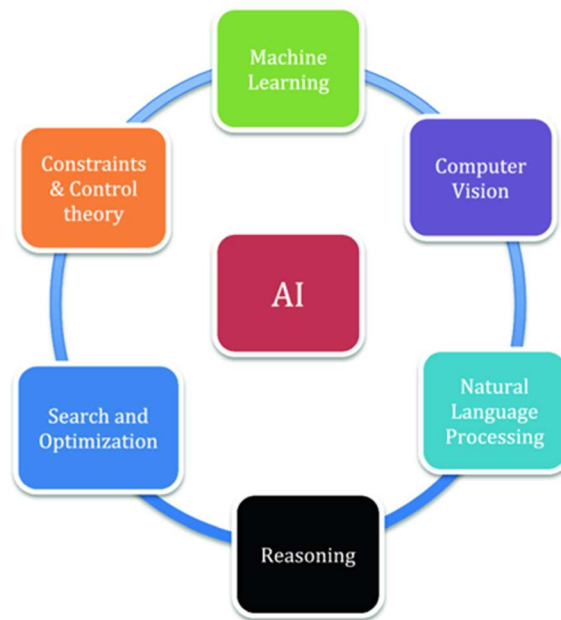 Machine
Learning
Computer
Vision
Natural
Language
Processing
Reasoning
Search and
Optimization
Constraints
& Control
theory
AI